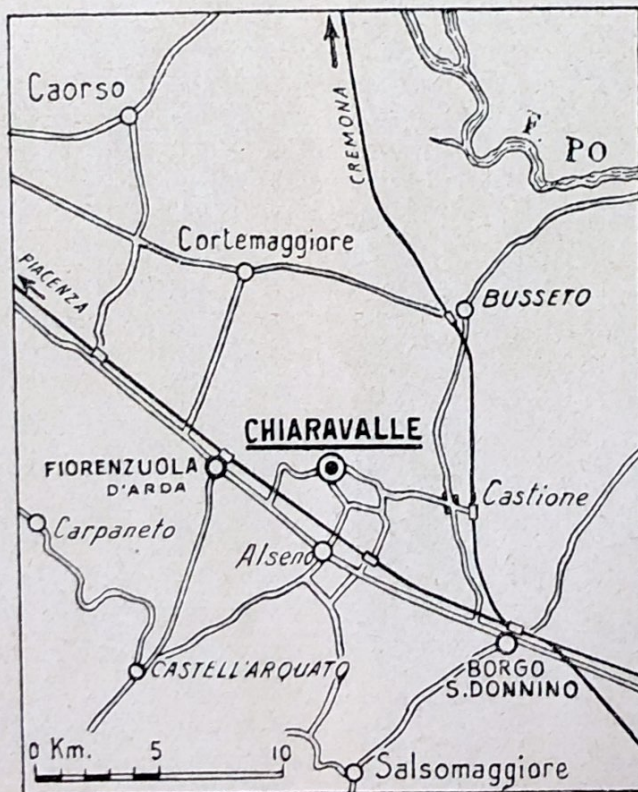 Caorso
CREMONA
F. PO
Cortemaggiore
PIACENZA
BUSSETO
CHIARAVALLE
FIORENZUOLA
D'ARDA
Castione
Carpaneto
Alseno
CASTELL'ARQUATO
BORGO
S. DONNINO
0 Km. 5 10
Salsomaggiore